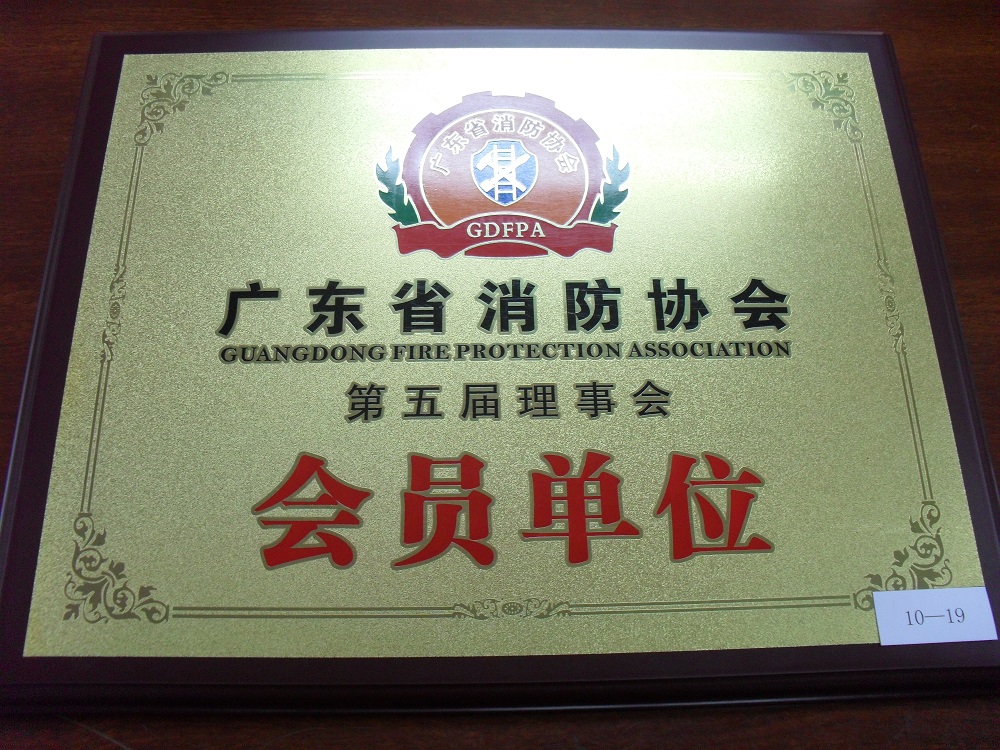 广东省消防协会
GDFPA
广东省消防协会
GUANGDONG FIRE PROTECTION ASSOCIATION
第五届理事会
会员单位
10—19